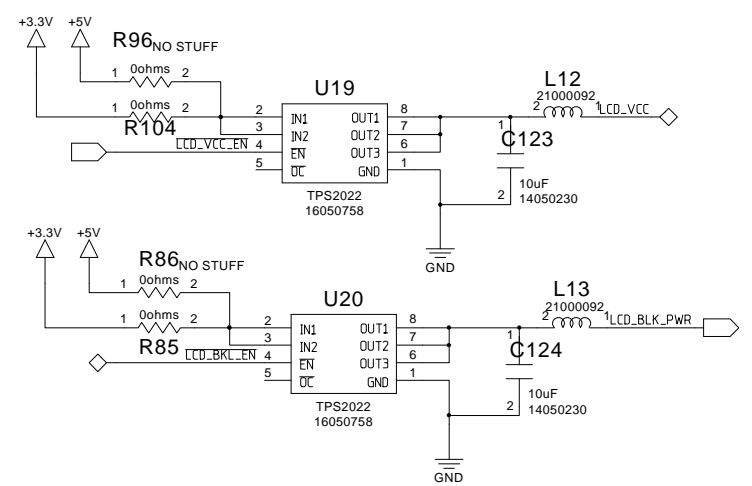 +3.3V +5V
R96 NO STUFF
1 0ohms 2
1 0ohms 2
R104
LCD_VCC_EN
U19
2 IN1 OUT1 8
3 IN2 OUT2 7
4 EN OUT3 6
5 OC GND 1
TPS2022
16050758
L12
21000092
2 1 LCD_VCC
1 C123
10uF
2 14050230
GND
+3.3V +5V
R86 NO STUFF
1 0ohms 2
1 0ohms 2
R85
LCD_BKL_EN
U20
2 IN1 OUT1 8
3 IN2 OUT2 7
4 EN OUT3 6
5 OC GND 1
TPS2022
16050758
L13
21000092
2 1 LCD_BLK_PWR
1 C124
10uF
2 14050230
GND